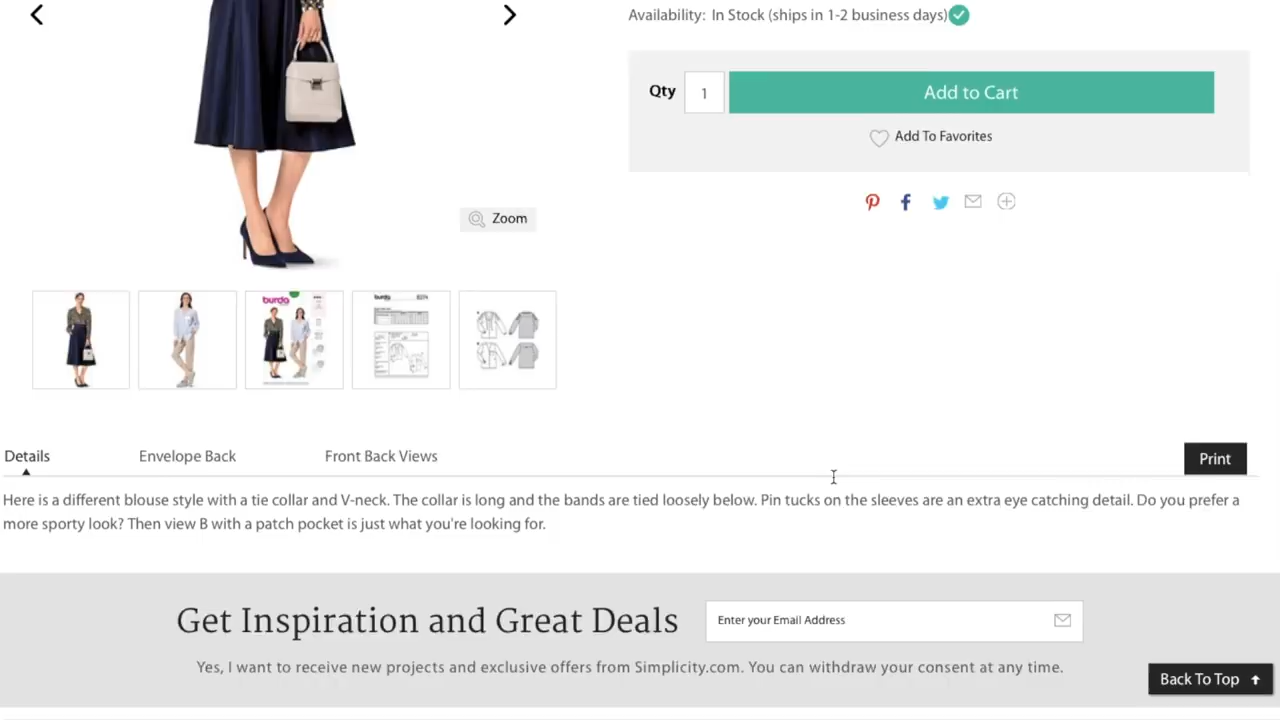 Availability: In Stock (ships in 1-2 business days)
Qty 1 Add to Cart
Add To Favorites
Zoom
burda
burda 6274
Details Envelope Back Front Back Views Print
Here is a different blouse style with a tie collar and V-neck. The collar is long and the bands are tied loosely below. Pin tucks on the sleeves are an extra eye catching detail. Do you prefer a
more sporty look? Then view B with a patch pocket is just what you're looking for.
Get Inspiration and Great Deals
Enter your Email Address
Yes, I want to receive new projects and exclusive offers from Simplicity.com. You can withdraw your consent at any time.
Back To Top